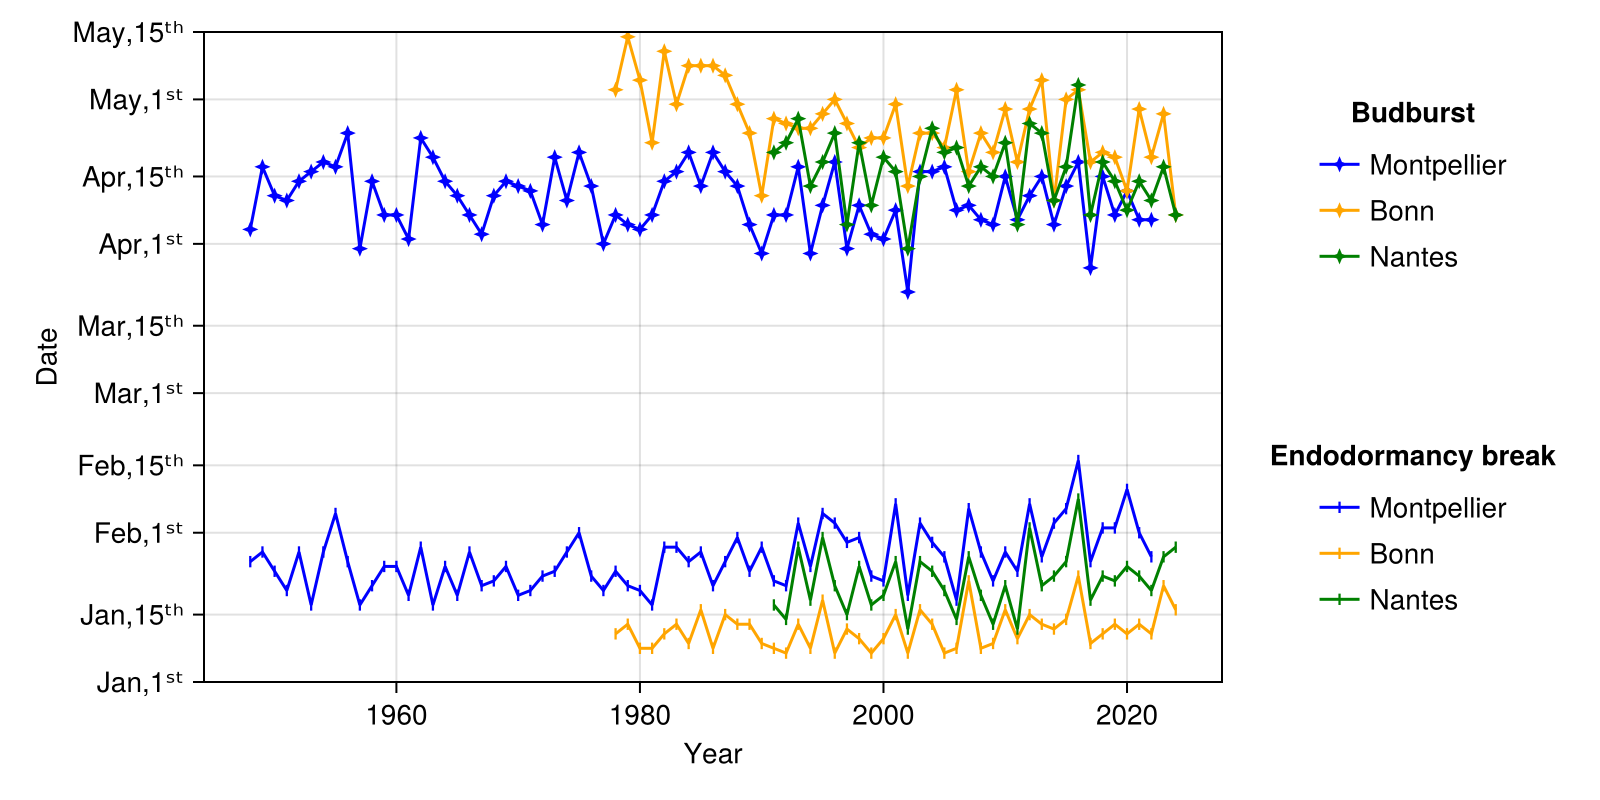 May,15ᵗʰ
May,1ˢᵗ
Apr,15ᵗʰ
Apr,1ˢᵗ
Mar,15ᵗʰ
Mar,1ˢᵗ
Feb,15ᵗʰ
Feb,1ˢᵗ
Jan,15ᵗʰ
Jan,1ˢᵗ
Date
1960
1980
2000
2020
Year
Budburst
Montpellier
Bonn
Nantes
Endodormancy break
Montpellier
Bonn
Nantes